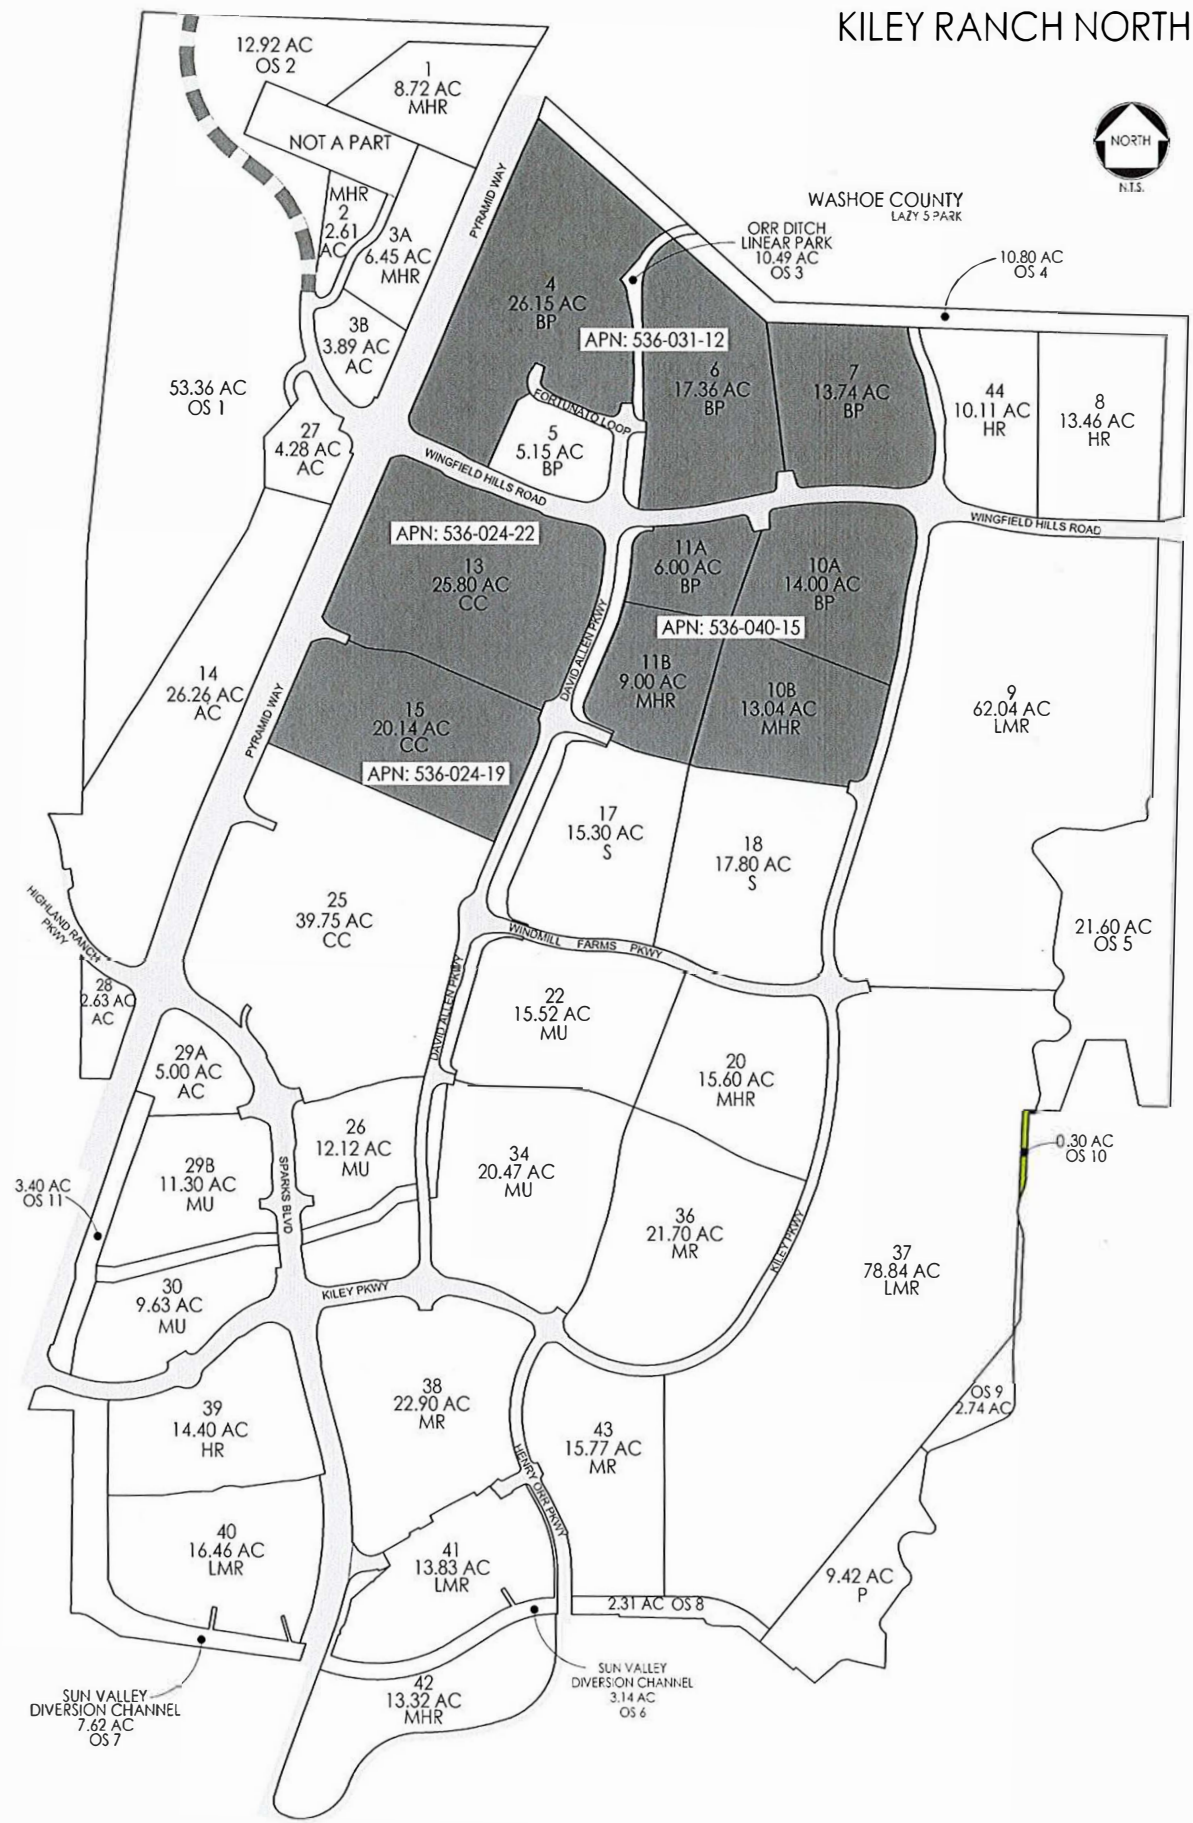 KILEY RANCH NORTH
12.92 AC
OS 2
1
8.72 AC
MHR
NOT A PART
NORTH
N.T.S.
PYRAMID WAY
MHR
2
2.61
AC
3A
6.45 AC
MHR
WASHOE COUNTY
LAZY 5 PARK
ORR DITCH
LINEAR PARK
10.49 AC
OS 3
10.80 AC
OS 4
4
26.15 AC
BP
3B
3.89 AC
AC
APN: 536-031-12
6
17.36 AC
BP
7
13.74 AC
BP
44
10.11 AC
HR
8
13.46 AC
HR
53.36 AC
OS 1
FORTUNATO LOOP
5
5.15 AC
BP
27
4.28 AC
AC
WINGFIELD HILLS ROAD
WINGFIELD HILLS ROAD
APN: 536-024-22
13
25.80 AC
CC
11A
6.00 AC
BP
10A
14.00 AC
BP
APN: 536-040-15
DAVID ALLEN PKWY
11B
9.00 AC
MHR
10B
13.04 AC
MHR
14
26.26 AC
AC
PYRAMID WAY
15
20.14 AC
CC
APN: 536-024-19
9
62.04 AC
LMR
17
15.30 AC
S
18
17.80 AC
S
25
39.75 AC
CC
HIGHLAND RANCH
PKWY
WINDMILL FARMS PKWY
21.60 AC
OS 5
28
2.63 AC
AC
DAVID ALLEN PKWY
22
15.52 AC
MU
29A
5.00 AC
AC
20
15.60 AC
MHR
26
12.12 AC
MU
34
20.47 AC
MU
0.30 AC
OS 10
29B
11.30 AC
MU
SPARKS BLVD
3.40 AC
OS 11
36
21.70 AC
MR
KILEY PKWY
37
78.84 AC
LMR
30
9.63 AC
MU
KILEY PKWY
38
22.90 AC
MR
39
14.40 AC
HR
OS 9
2.74 AC
43
15.77 AC
MR
HENRY ORR PKWY
40
16.46 AC
LMR
41
13.83 AC
LMR
9.42 AC
P
2.31 AC OS 8
SUN VALLEY
DIVERSION CHANNEL
3.14 AC
OS 6
42
13.32 AC
MHR
SUN VALLEY
DIVERSION CHANNEL
7.62 AC
OS 7